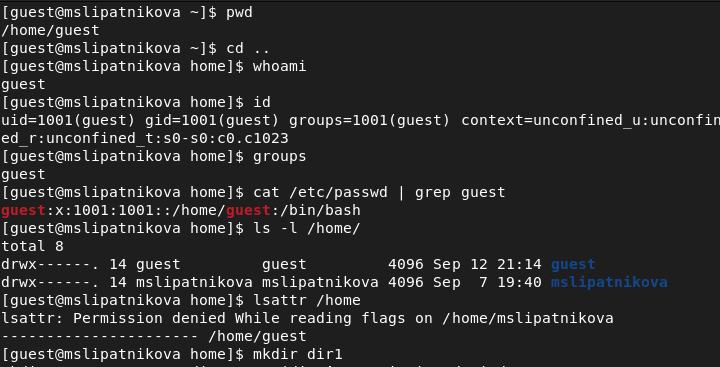 [guest@mslipatnikova ~]$ pwd
/home/guest
[guest@mslipatnikova ~]$ cd ..
[guest@mslipatnikova home]$ whoami
guest
[guest@mslipatnikova home]$ id
uid=1001(guest) gid=1001(guest) groups=1001(guest) context=unconfined_u:unconfin
ed_r:unconfined_t:s0-s0:c0.c1023
[guest@mslipatnikova home]$ groups
guest
[guest@mslipatnikova home]$ cat /etc/passwd | grep guest
guest:x:1001:1001::/home/guest:/bin/bash
[guest@mslipatnikova home]$ ls -l /home/
total 8
drwx------. 14 guest         guest         4096 Sep 12 21:14 guest
drwx------. 14 mslipatnikova mslipatnikova 4096 Sep  7 19:40 mslipatnikova
[guest@mslipatnikova home]$ lsattr /home
lsattr: Permission denied While reading flags on /home/mslipatnikova
---------------------- /home/guest
[guest@mslipatnikova home]$ mkdir dir1